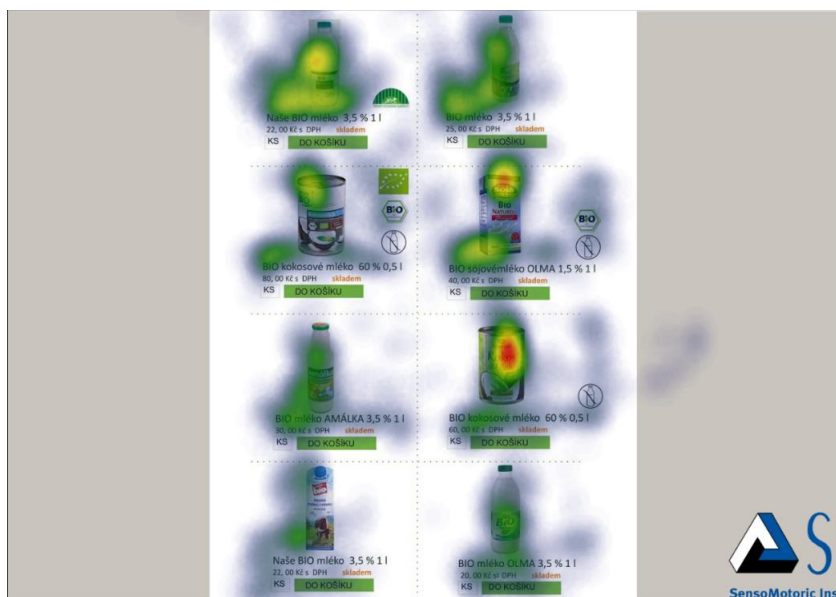 Naše BIO mléko 3,5 % 1 l
22, 00 Kč s DPH skladem
KS DO KOŠÍKU
BIO mléko 3,5 % 1 l
25, 00 Kč s DPH skladem
KS DO KOŠÍKU
BIO
BIO kokosové mléko 60 % 0,5 l
80, 00 Kč s DPH skladem
KS DO KOŠÍKU
Bio
Natural
BIO
BIO sójovémléko OLMA 1,5 % 1 l
40, 00 Kč s DPH skladem
KS DO KOŠÍKU
BIO mléko AMÁLKA 3,5 % 1 l
30, 00 Kč s DPH skladem
KS DO KOŠÍKU
BIO kokosové mléko 60 % 0,5 l
60, 00 Kč s DPH skladem
KS DO KOŠÍKU
Naše BIO mléko 3,5 % 1 l
22, 00 Kč s DPH skladem
KS DO KOŠÍKU
BIO mléko OLMA 3,5 % 1 l
20, 00 Kč sl DPH skladem
KS DO KOŠÍKU
S
SensoMotoric Ins